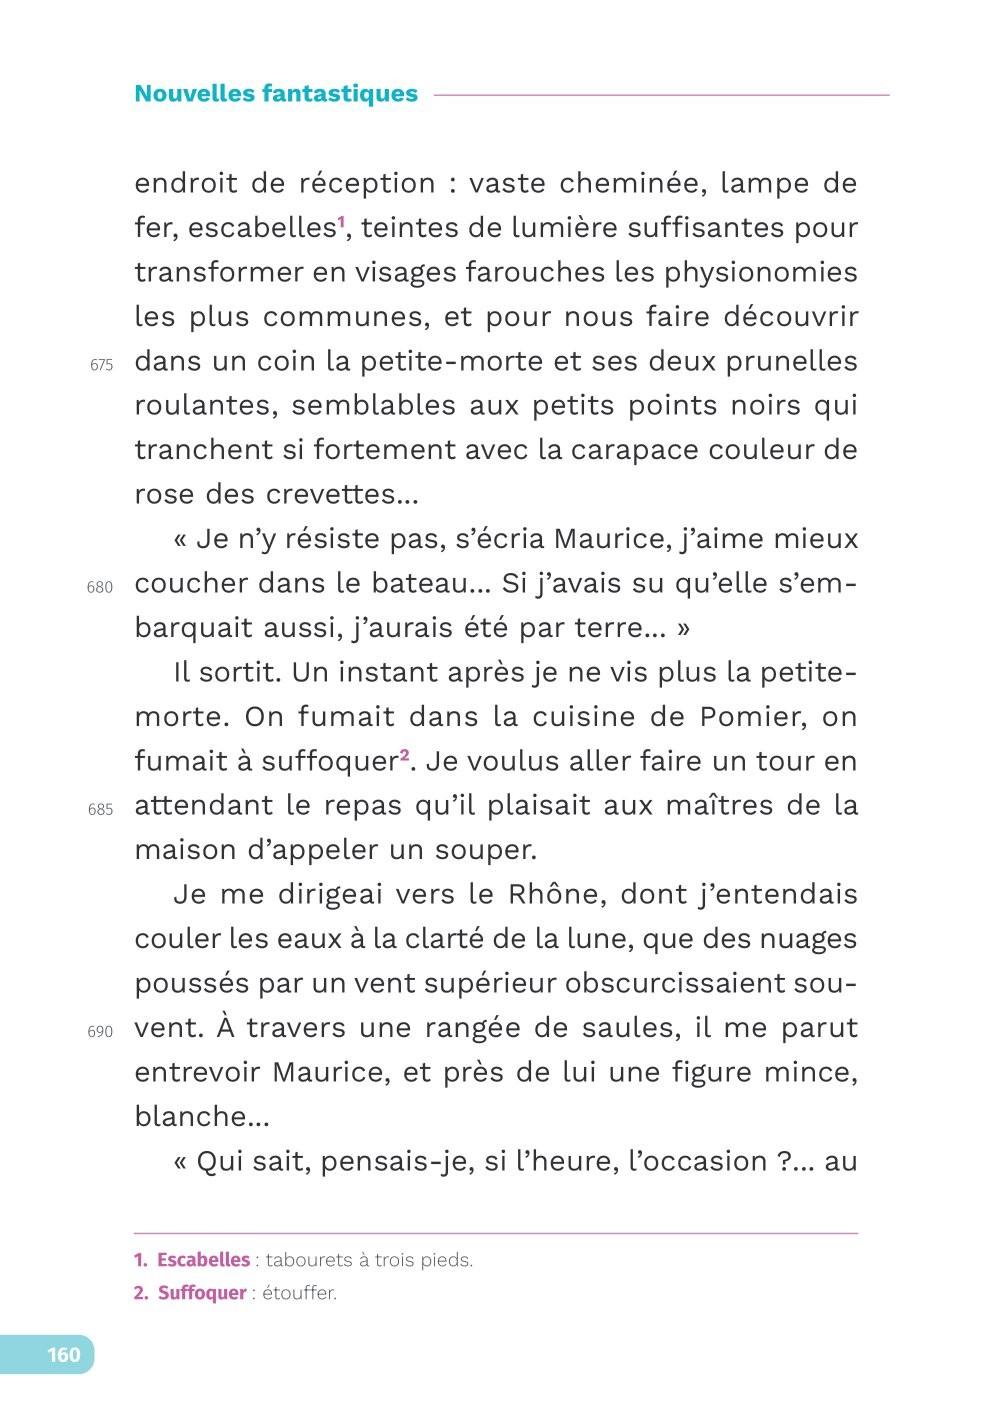 Nouvelles fantastiques
endroit de réception : vaste cheminée, lampe de
fer, escabelles1, teintes de lumière suffisantes pour
transformer en visages farouches les physionomies
les plus communes, et pour nous faire découvrir
675 dans un coin la petite-morte et ses deux prunelles
roulantes, semblables aux petits points noirs qui
tranchent si fortement avec la carapace couleur de
rose des crevettes...
« Je n’y résiste pas, s’écria Maurice, j’aime mieux
680 coucher dans le bateau... Si j’avais su qu’elle s’em-
barquait aussi, j’aurais été par terre... »
Il sortit. Un instant après je ne vis plus la petite-
morte. On fumait dans la cuisine de Pomier, on
fumait à suffoquer2. Je voulus aller faire un tour en
685 attendant le repas qu’il plaisait aux maîtres de la
maison d’appeler un souper.
Je me dirigeai vers le Rhône, dont j’entendais
couler les eaux à la clarté de la lune, que des nuages
poussés par un vent supérieur obscurcissaient sou-
690 vent. À travers une rangée de saules, il me parut
entrevoir Maurice, et près de lui une figure mince,
blanche...
« Qui sait, pensais-je, si l’heure, l’occasion ?... au
1. Escabelles : tabourets à trois pieds.
2. Suffoquer : étouffer.
160